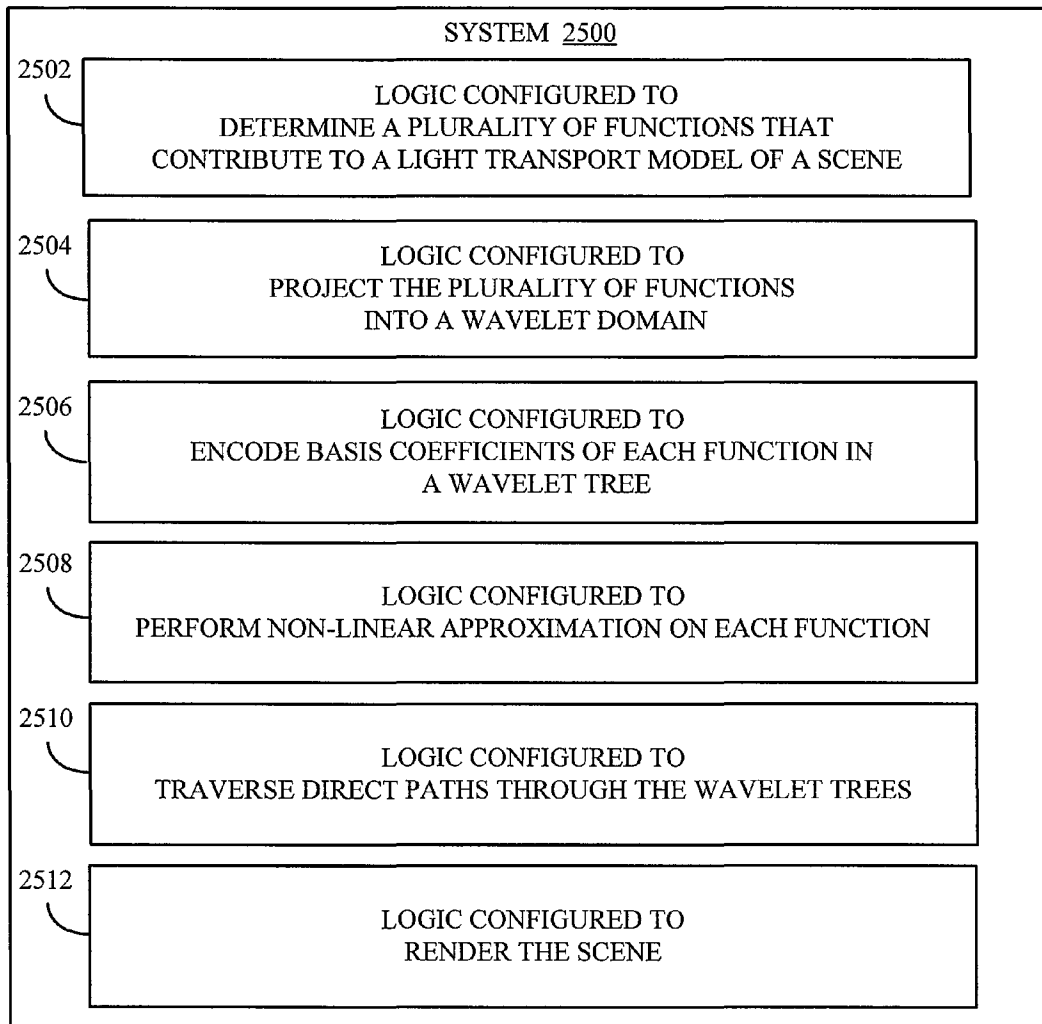 SYSTEM 2500
2502
LOGIC CONFIGURED TO
DETERMINE A PLURALITY OF FUNCTIONS THAT
CONTRIBUTE TO A LIGHT TRANSPORT MODEL OF A SCENE
2504
LOGIC CONFIGURED TO
PROJECT THE PLURALITY OF FUNCTIONS
INTO A WAVELET DOMAIN
2506
LOGIC CONFIGURED TO
ENCODE BASIS COEFFICIENTS OF EACH FUNCTION IN
A WAVELET TREE
2508
LOGIC CONFIGURED TO
PERFORM NON-LINEAR APPROXIMATION ON EACH FUNCTION
2510
LOGIC CONFIGURED TO
TRAVERSE DIRECT PATHS THROUGH THE WAVELET TREES
2512
LOGIC CONFIGURED TO
RENDER THE SCENE